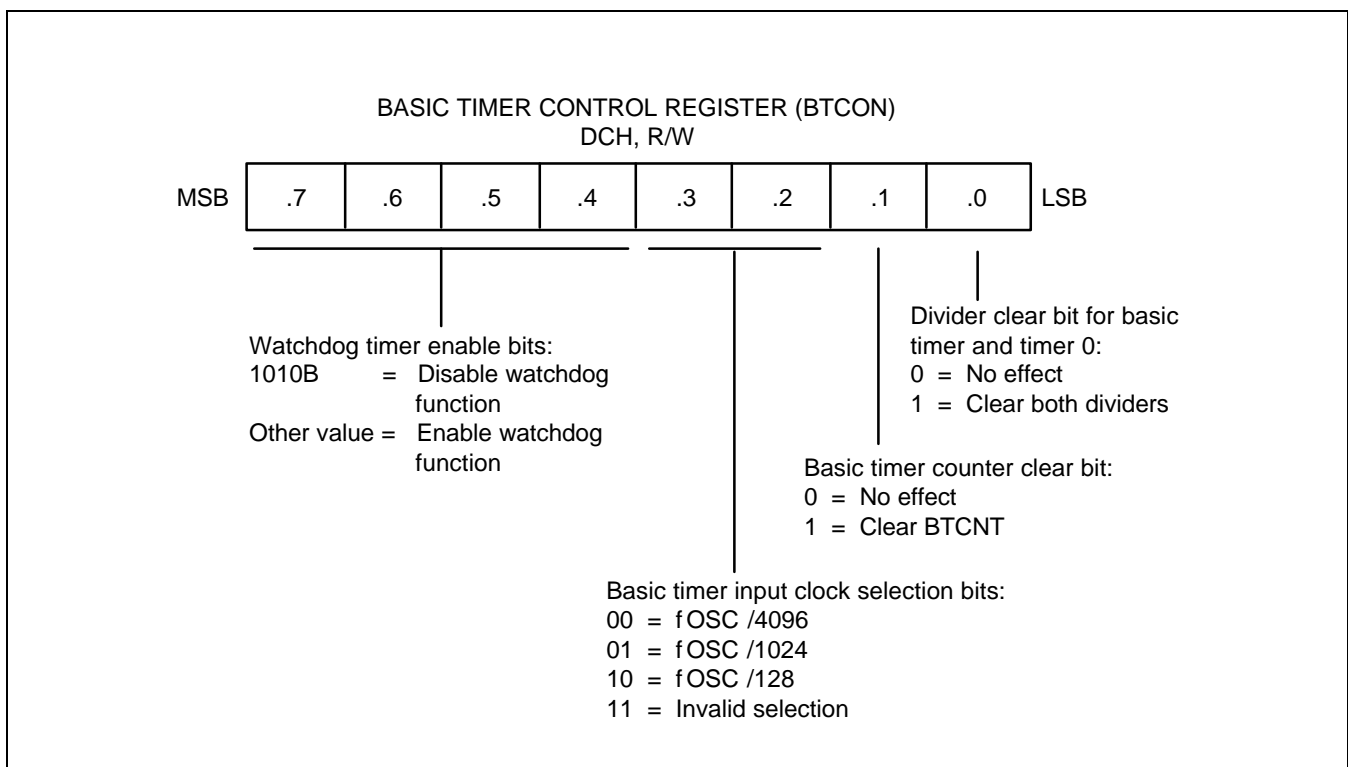 BASIC TIMER CONTROL REGISTER (BTCON)
DCH, R/W
MSB .7 .6 .5 .4 .3 .2 .1 .0 LSB
Watchdog timer enable bits:
1010B = Disable watchdog
function
Other value = Enable watchdog
function
Divider clear bit for basic
timer and timer 0:
0 = No effect
1 = Clear both dividers
Basic timer counter clear bit:
0 = No effect
1 = Clear BTCNT
Basic timer input clock selection bits:
00 = fOSC /4096
01 = fOSC /1024
10 = fOSC /128
11 = Invalid selection